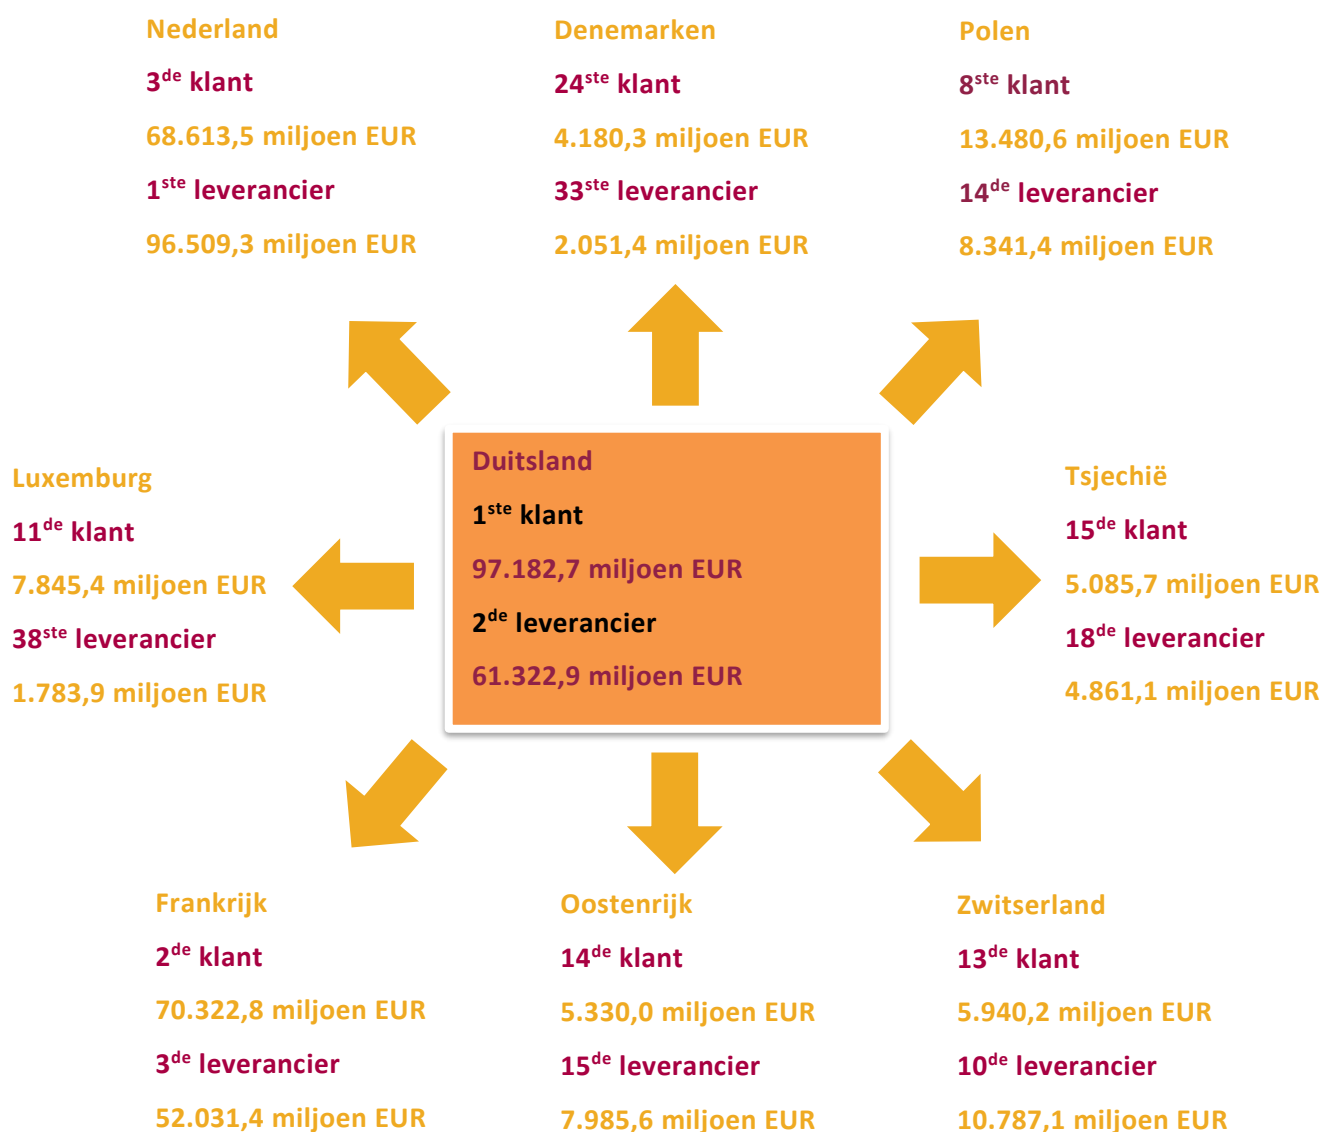 Nederland
3de klant
68.613,5 miljoen EUR
1ste leverancier
96.509,3 miljoen EUR
Denemarken
24ste klant
4.180,3 miljoen EUR
33ste leverancier
2.051,4 miljoen EUR
Polen
8ste klant
13.480,6 miljoen EUR
14de leverancier
8.341,4 miljoen EUR
Luxemburg
11de klant
7.845,4 miljoen EUR
38ste leverancier
1.783,9 miljoen EUR
Duitsland
1ste klant
97.182,7 miljoen EUR
2de leverancier
61.322,9 miljoen EUR
Tsjechië
15de klant
5.085,7 miljoen EUR
18de leverancier
4.861,1 miljoen EUR
Frankrijk
2de klant
70.322,8 miljoen EUR
3de leverancier
52.031,4 miljoen EUR
Oostenrijk
14de klant
5.330,0 miljoen EUR
15de leverancier
7.985,6 miljoen EUR
Zwitserland
13de klant
5.940,2 miljoen EUR
10de leverancier
10.787,1 miljoen EUR